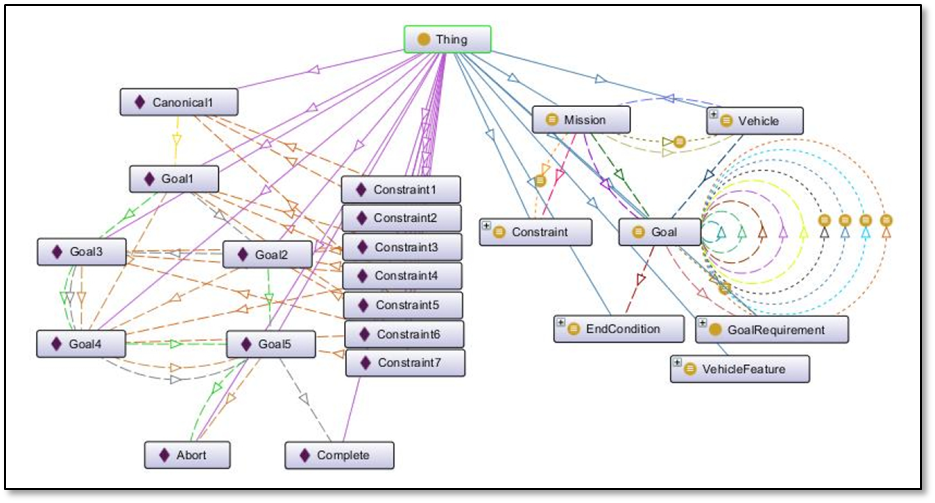 Thing
Canonical1
Mission
Vehicle
Goal1
Constraint1
Constraint2
Constraint
Goal
Goal3
Goal2
Constraint3
Constraint4
Constraint5
EndCondition
GoalRequirement
Goal4
Goal5
Constraint6
Constraint7
VehicleFeature
Abort
Complete